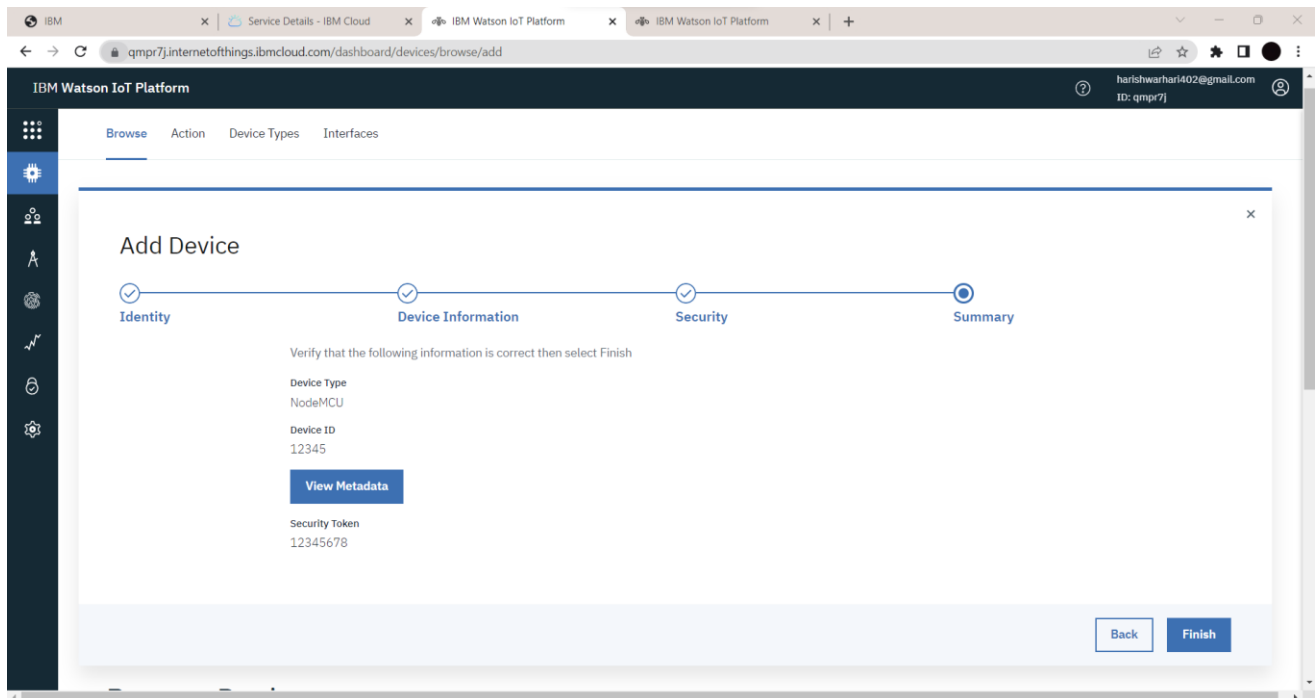 IBM Service Details - IBM Cloud IBM Watson IoT Platform IBM Watson IoT Platform
qmpr7j.internetofthings.ibmcloud.com/dashboard/devices/browse/add
IBM Watson IoT Platform
harishwarhari402@gmail.com
ID: qmpr7j
Browse Action Device Types Interfaces
Add Device
Identity Device Information Security Summary
Verify that the following information is correct then select Finish
Device Type
NodeMCU
Device ID
12345
View Metadata
Security Token
12345678
Back Finish